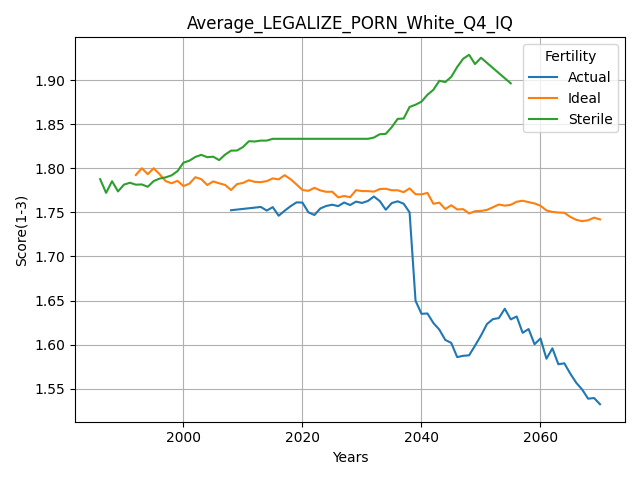 Average_LEGALIZE_PORN_White_Q4_IQ
Score(1-3)
1.90
1.85
1.80
1.75
1.70
1.65
1.60
1.55
Fertility
Actual
Ideal
Sterile
2000
2020
2040
2060
Years